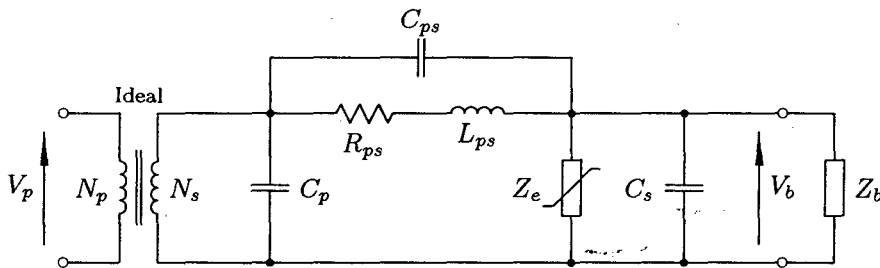 C_ps
Ideal
R_ps L_ps
V_p N_p N_s C_p Z_e C_s V_b Z_b